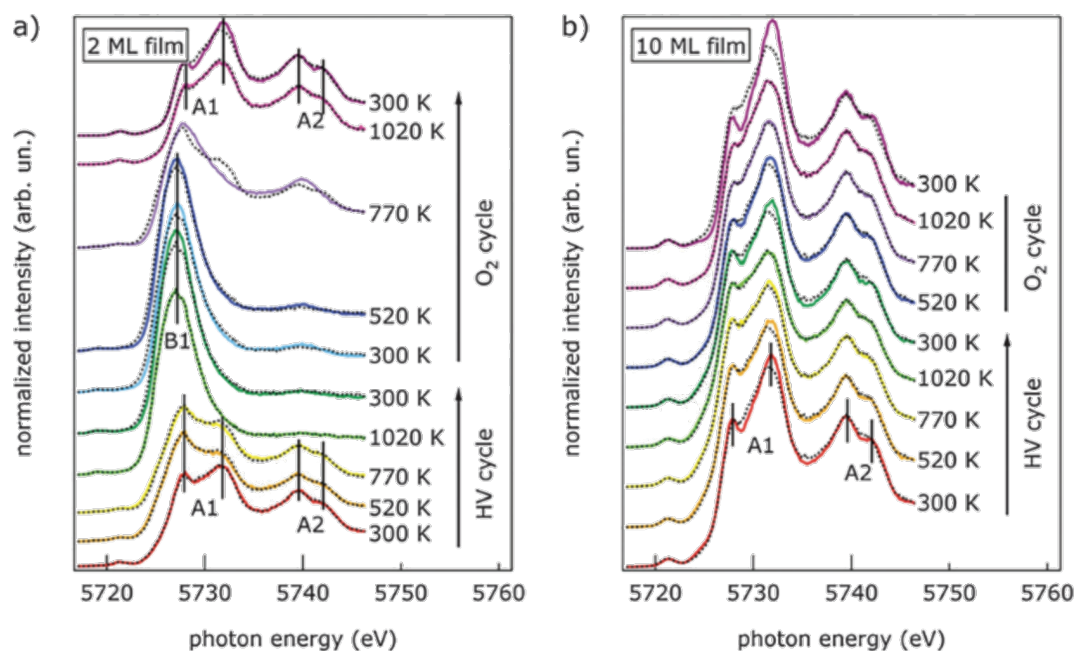 a)
2 ML film
normalized intensity (arb. un.)
A1
A2
B1
A1
A2
300 K
1020 K
770 K
520 K
300 K
300 K
1020 K
770 K
520 K
300 K
O₂ cycle
HV cycle
5720 5730 5740 5750 5760
photon energy (eV)
b)
10 ML film
normalized intensity (arb. un.)
A1
A2
300 K
1020 K
770 K
520 K
300 K
1020 K
770 K
520 K
300 K
O₂ cycle
HV cycle
5720 5730 5740 5750 5760
photon energy (eV)